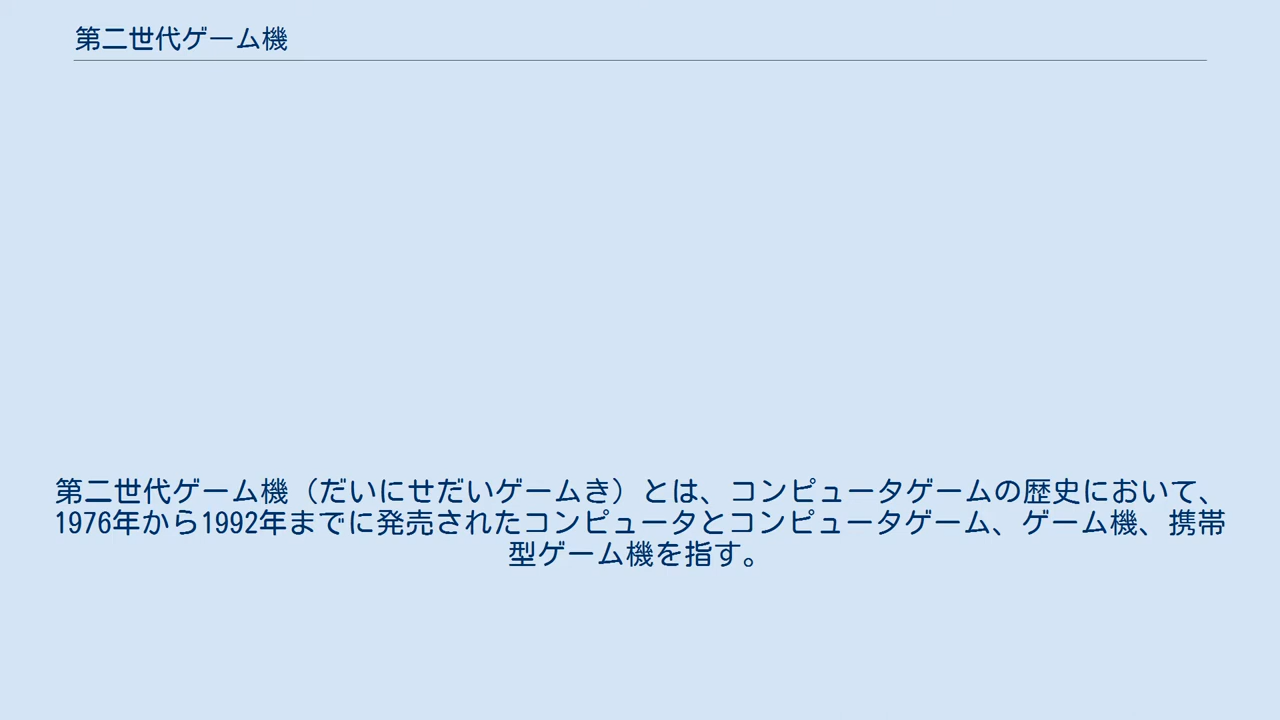 第二世代ゲーム機
第二世代ゲーム機（だいにせだいゲームき）とは、コンピュータゲームの歴史において、
1976年から1992年までに発売されたコンピュータとコンピュータゲーム、ゲーム機、携帯
型ゲーム機を指す。